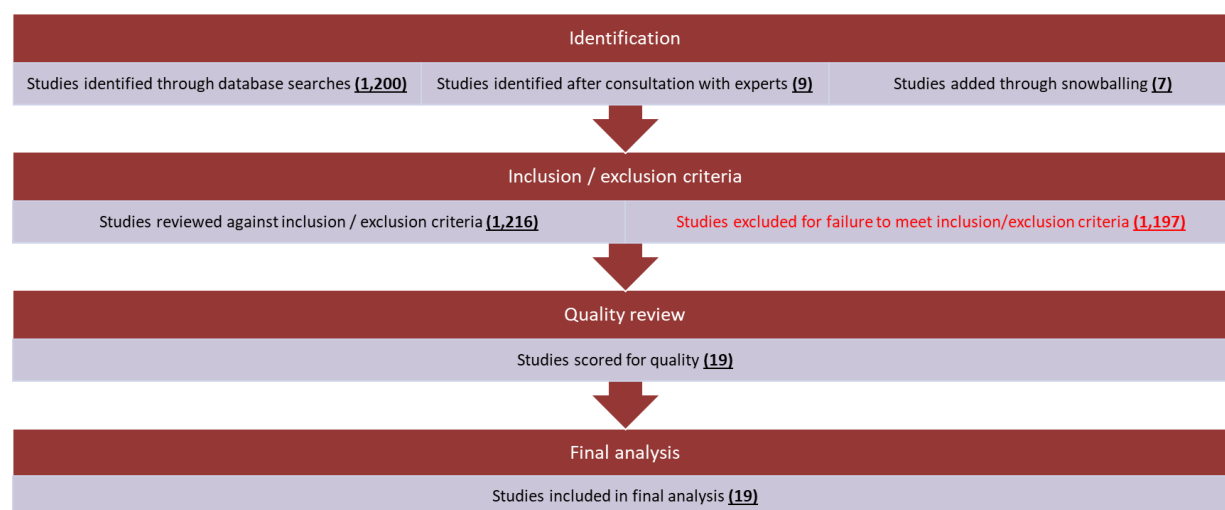 Identification
Studies identified through database searches (1,200)
Studies identified after consultation with experts (9)
Studies added through snowballing (7)
Inclusion / exclusion criteria
Studies reviewed against inclusion / exclusion criteria (1,216)
Studies excluded for failure to meet inclusion/exclusion criteria (1,197)
Quality review
Studies scored for quality (19)
Final analysis
Studies included in final analysis (19)